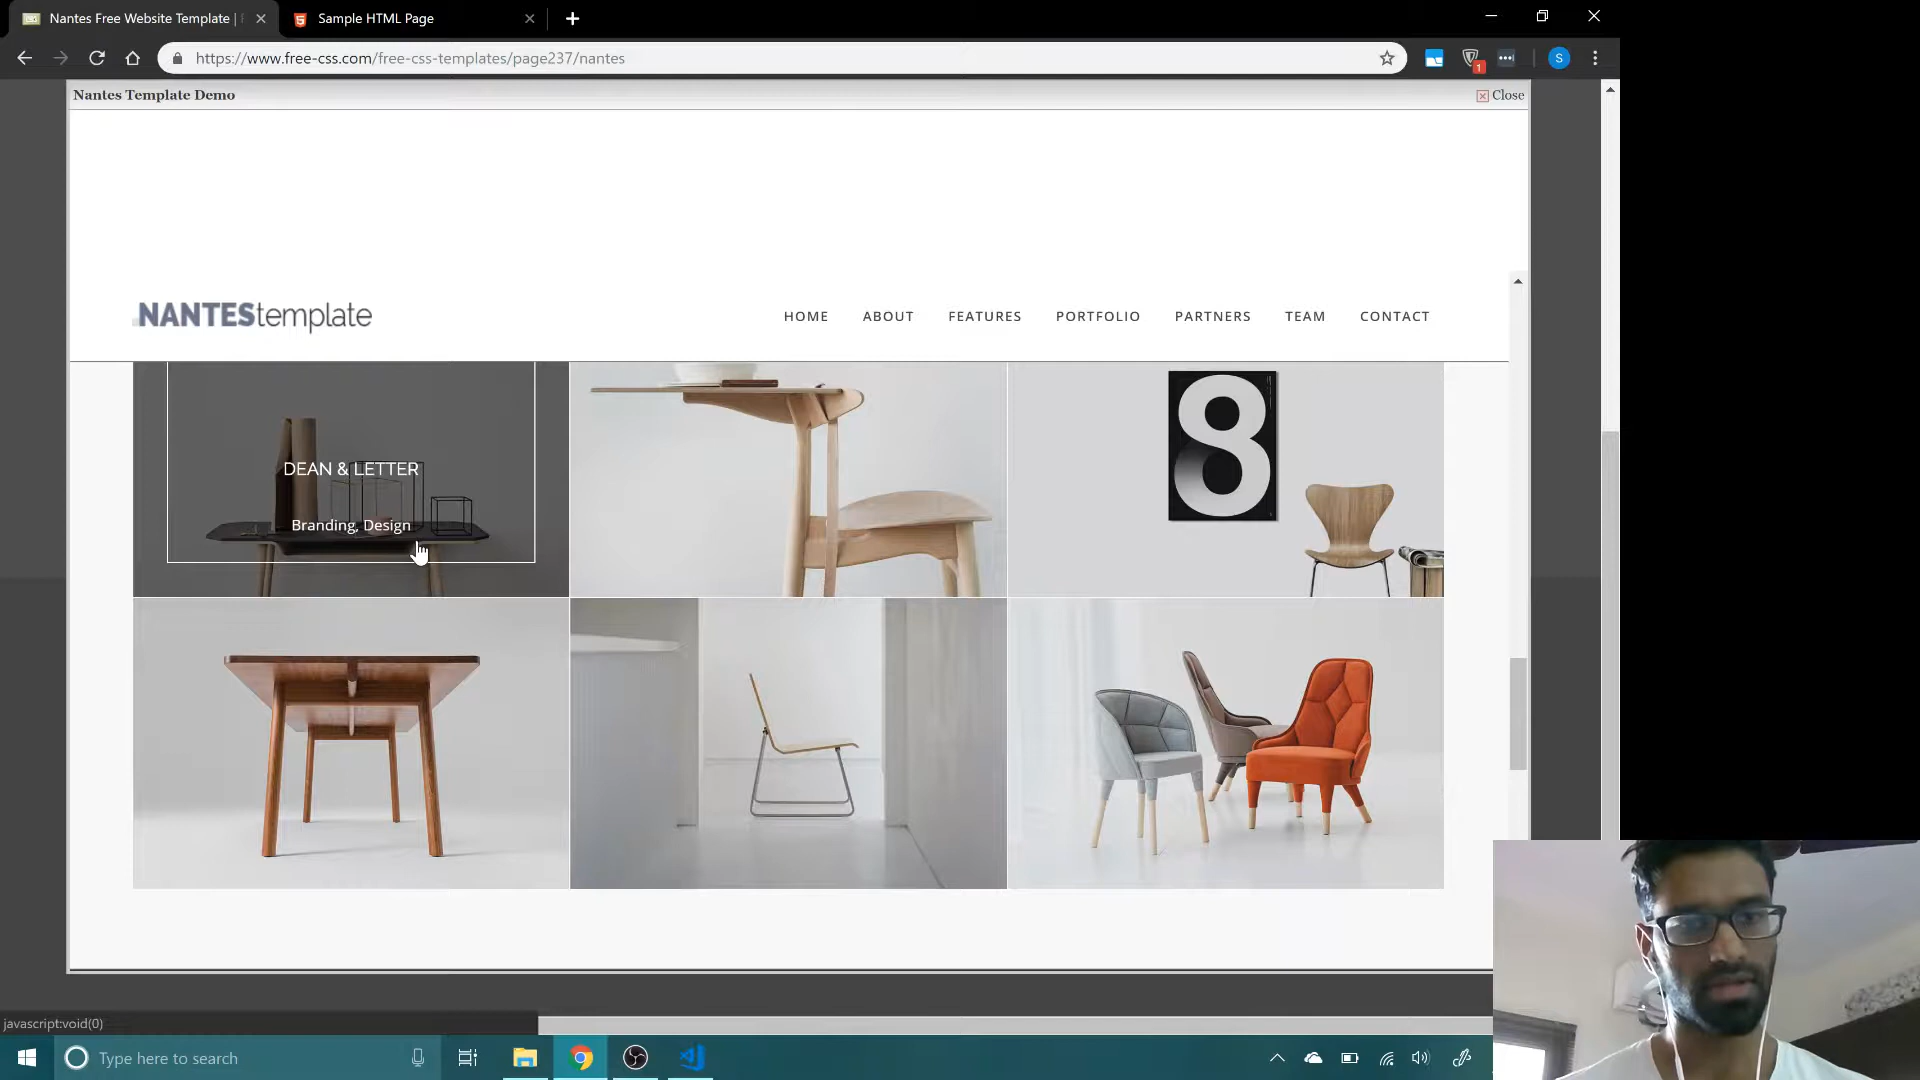 Nantes Free Website Template |
Sample HTML Page
https://www.free-css.com/free-css-templates/page237/nantes
1
S
Nantes Template Demo
Close
NANTEStemplate
HOME
ABOUT
FEATURES
PORTFOLIO
PARTNERS
TEAM
CONTACT
DEAN & LETTER
Branding, Design
8
javascript:void(0)
Type here to search